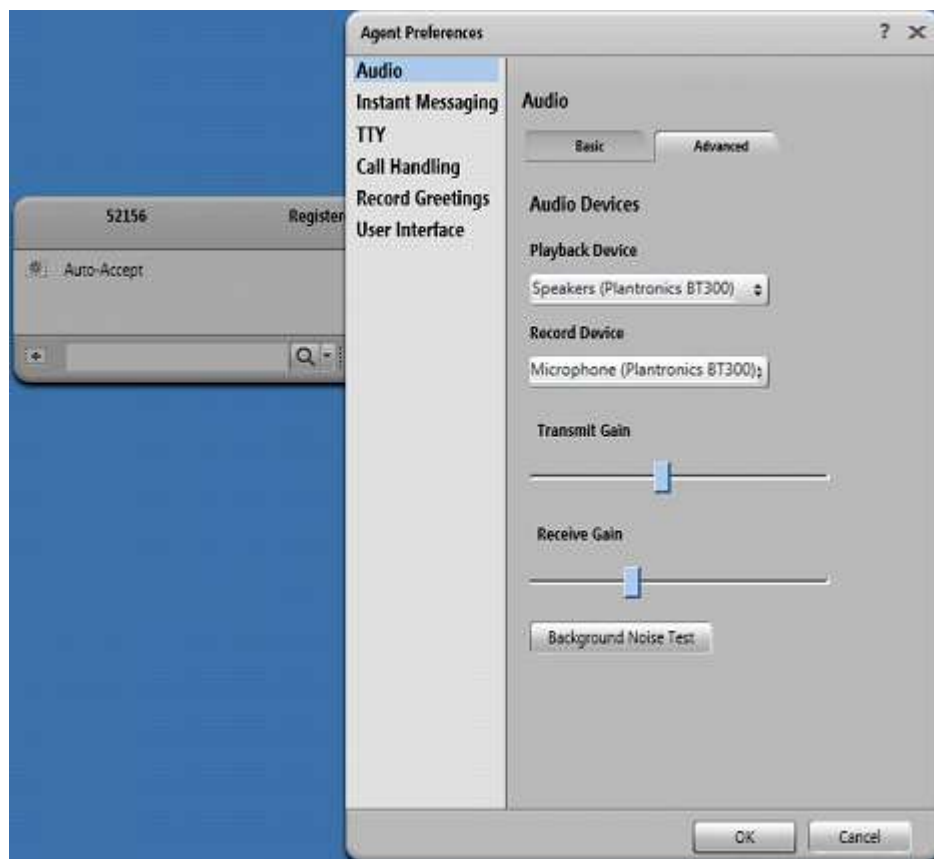 Agent Preferences ? ×
Audio
Instant Messaging
TTY
Call Handling
Record Greetings
User Interface
52156
Auto-Accept
Audio
Basic Advanced
Audio Devices
Playback Device
Speakers (Plantronics BT300)
Record Device
Microphone (Plantronics BT300)
Transmit Gain
Receive Gain
Background Noise Test
OK Cancel